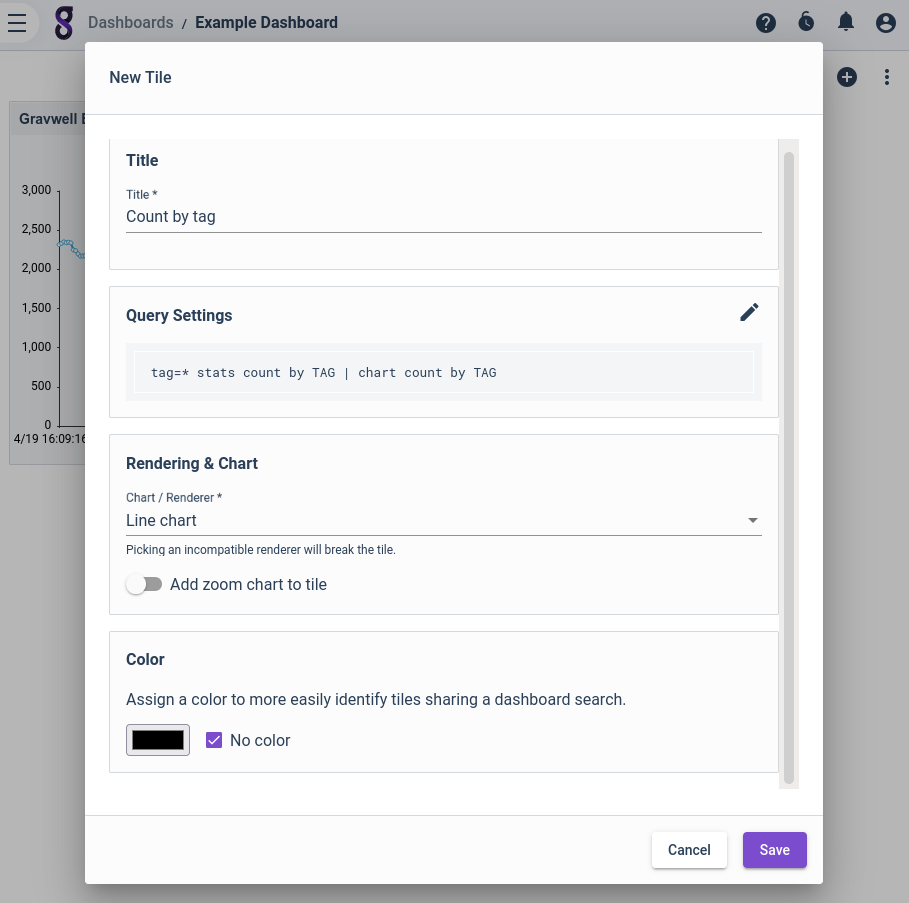 Dashboards / Example Dashboard
New Tile
Gravwell
3,000
2,500
2,000
1,500
1,000
500
0
4/19 16:09:16
Title
Title *
Count by tag
Query Settings
tag=* stats count by TAG | chart count by TAG
Rendering & Chart
Chart / Renderer *
Line chart
Picking an incompatible renderer will break the tile.
Add zoom chart to tile
Color
Assign a color to more easily identify tiles sharing a dashboard search.
No color
Cancel
Save